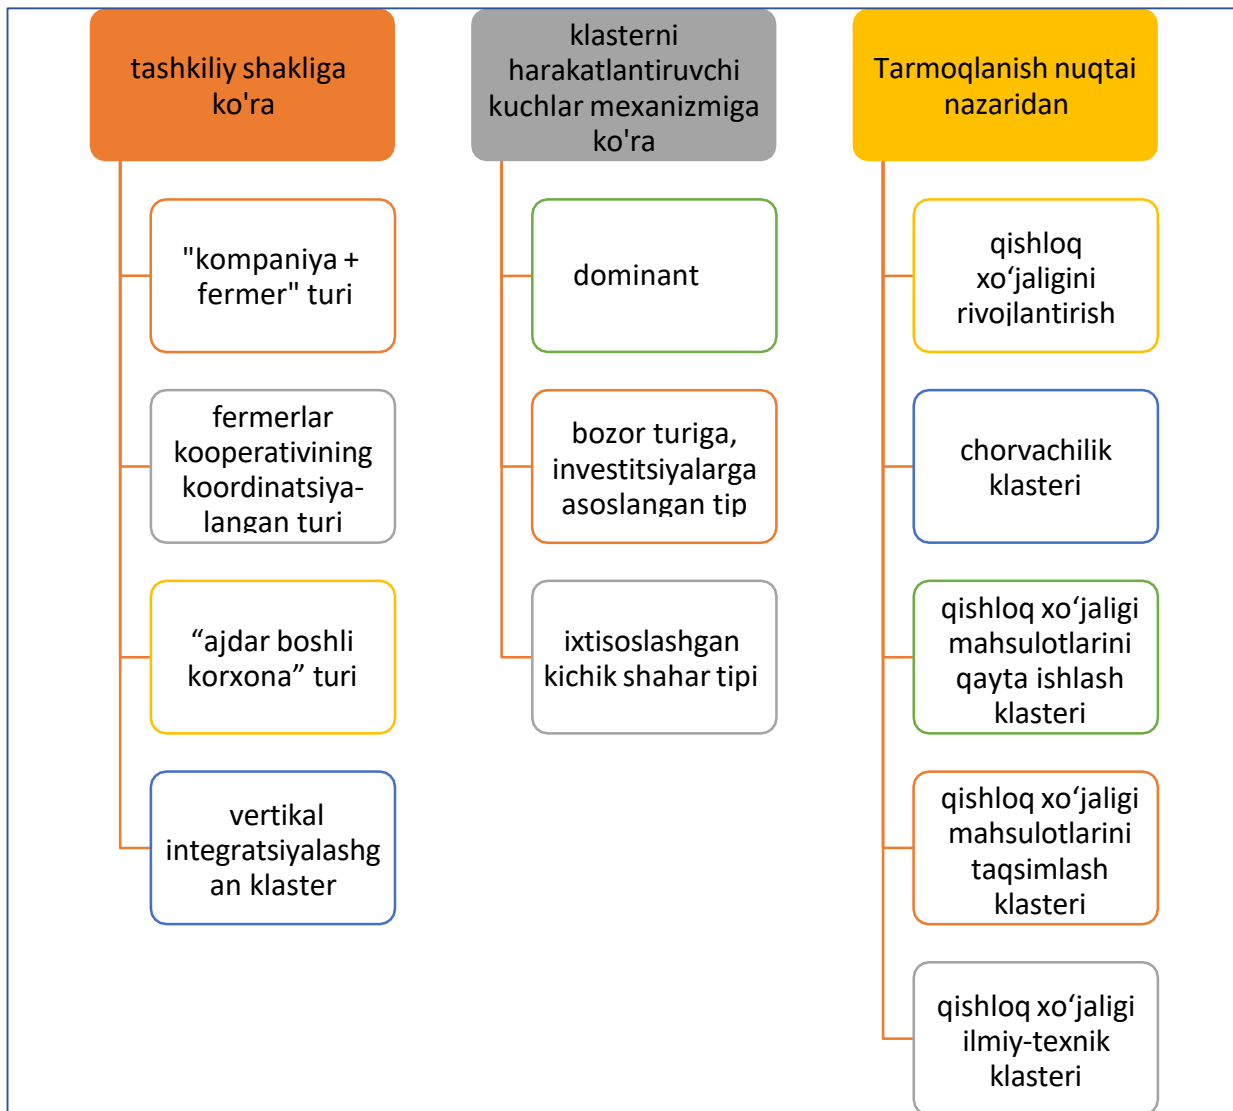 tashkiliy shakliga
ko'ra
"kompaniya +
fermer" turi
fermerlar
kooperativining
koordinatsiya-
langan turi
“ajdar boshli
korxona” turi
vertikal
integratsiyalashg
an klaster
klasterni
harakatlantiruvchi
kuchlar mexanizmiga
ko'ra
dominant
bozor turiga,
investitsiyalarga
asoslangan tip
ixtisoslashgan
kichik shahar tipi
Tarmoqlanish nuqtai
nazaridan
qishloq
xo‘jaligini
rivojlantirish
chorvachilik
klasteri
qishloq xo‘jaligi
mahsulotlarini
qayta ishlash
klasteri
qishloq xo‘jaligi
mahsulotlarini
taqsimlash
klasteri
qishloq xo‘jaligi
ilmiy-texnik
klasteri